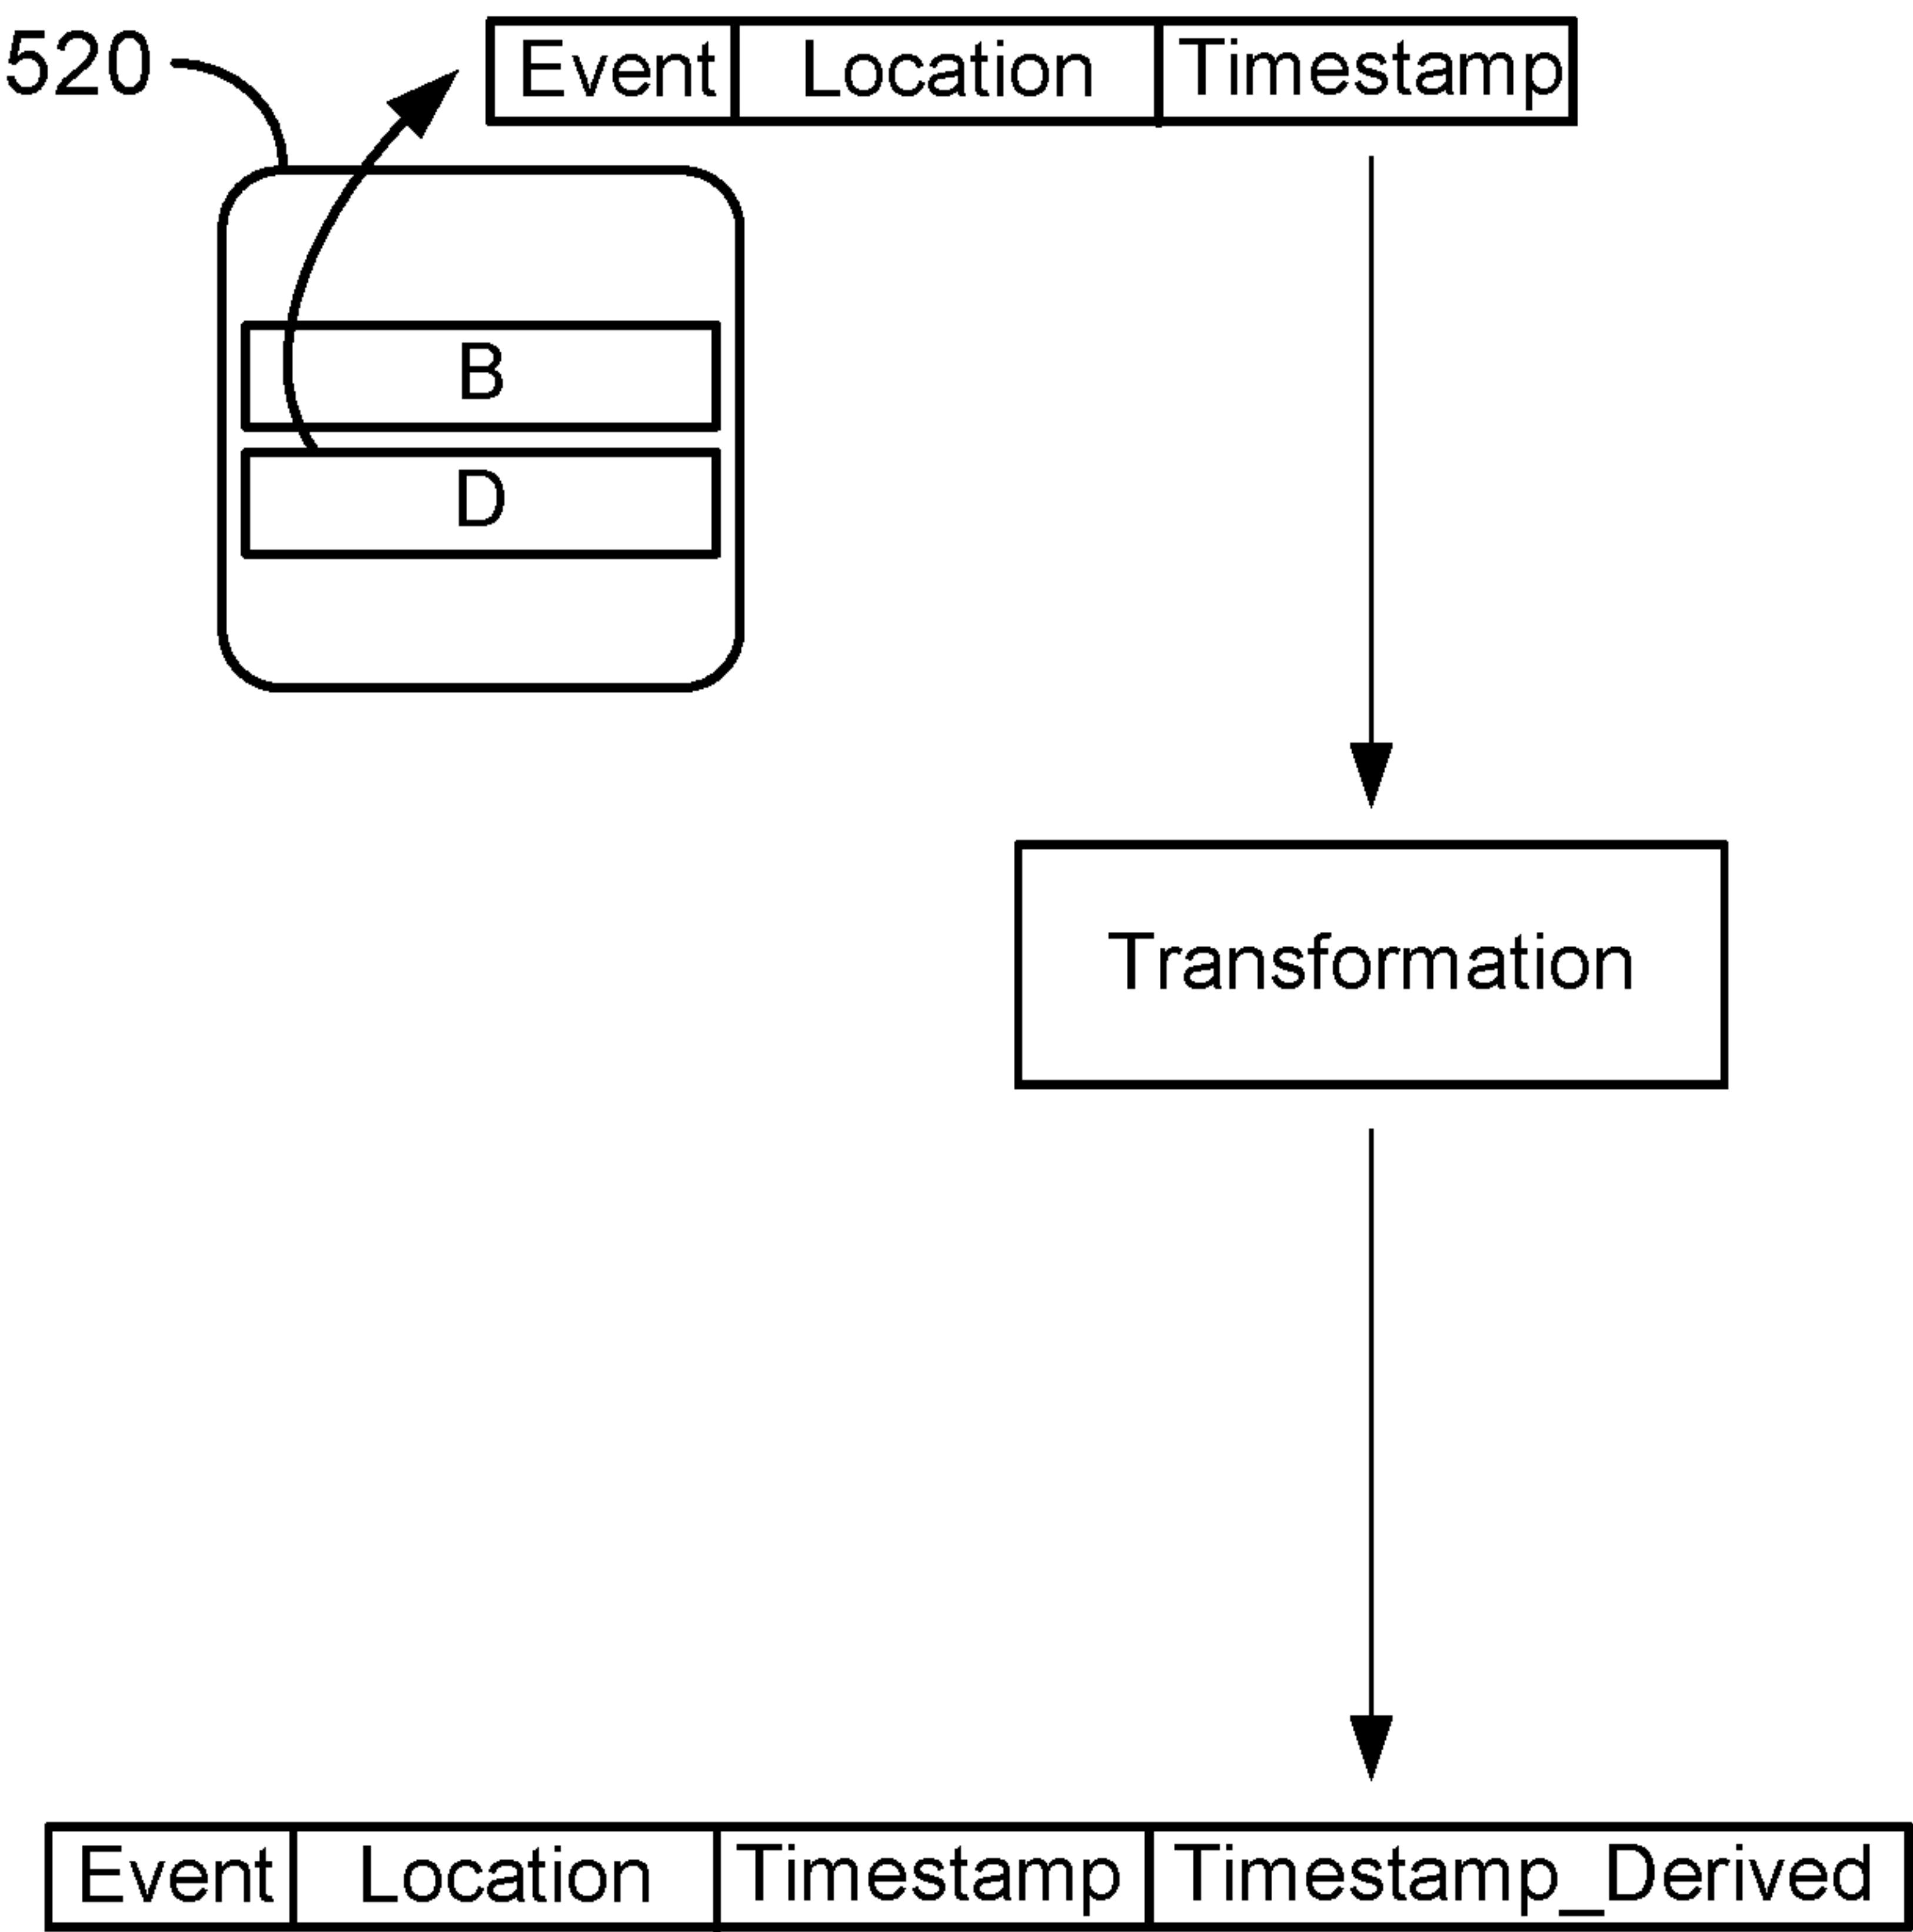 520
Event Location Timestamp
B
D
Transformation
Event Location Timestamp Timestamp_Derived